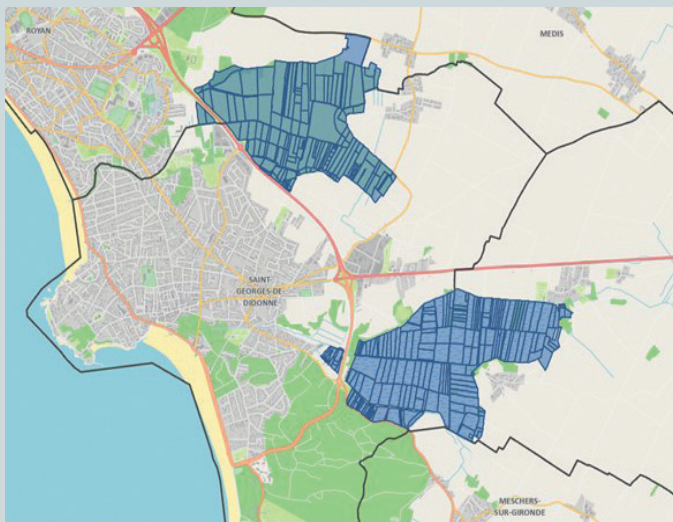 ROYAN
MEDIS
SAINT-
GEORGES-DE-
DIDONNE
MESCHERS-
SUR-GIRONDE